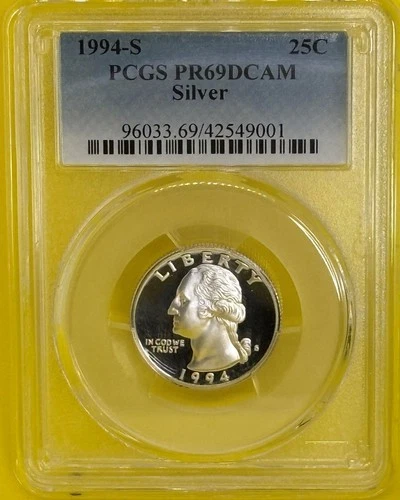 1994-S 25C
PCGS PR69DCAM
Silver
96033.69/42549001
LIBERTY
IN GOD WE
TRUST
S
1994